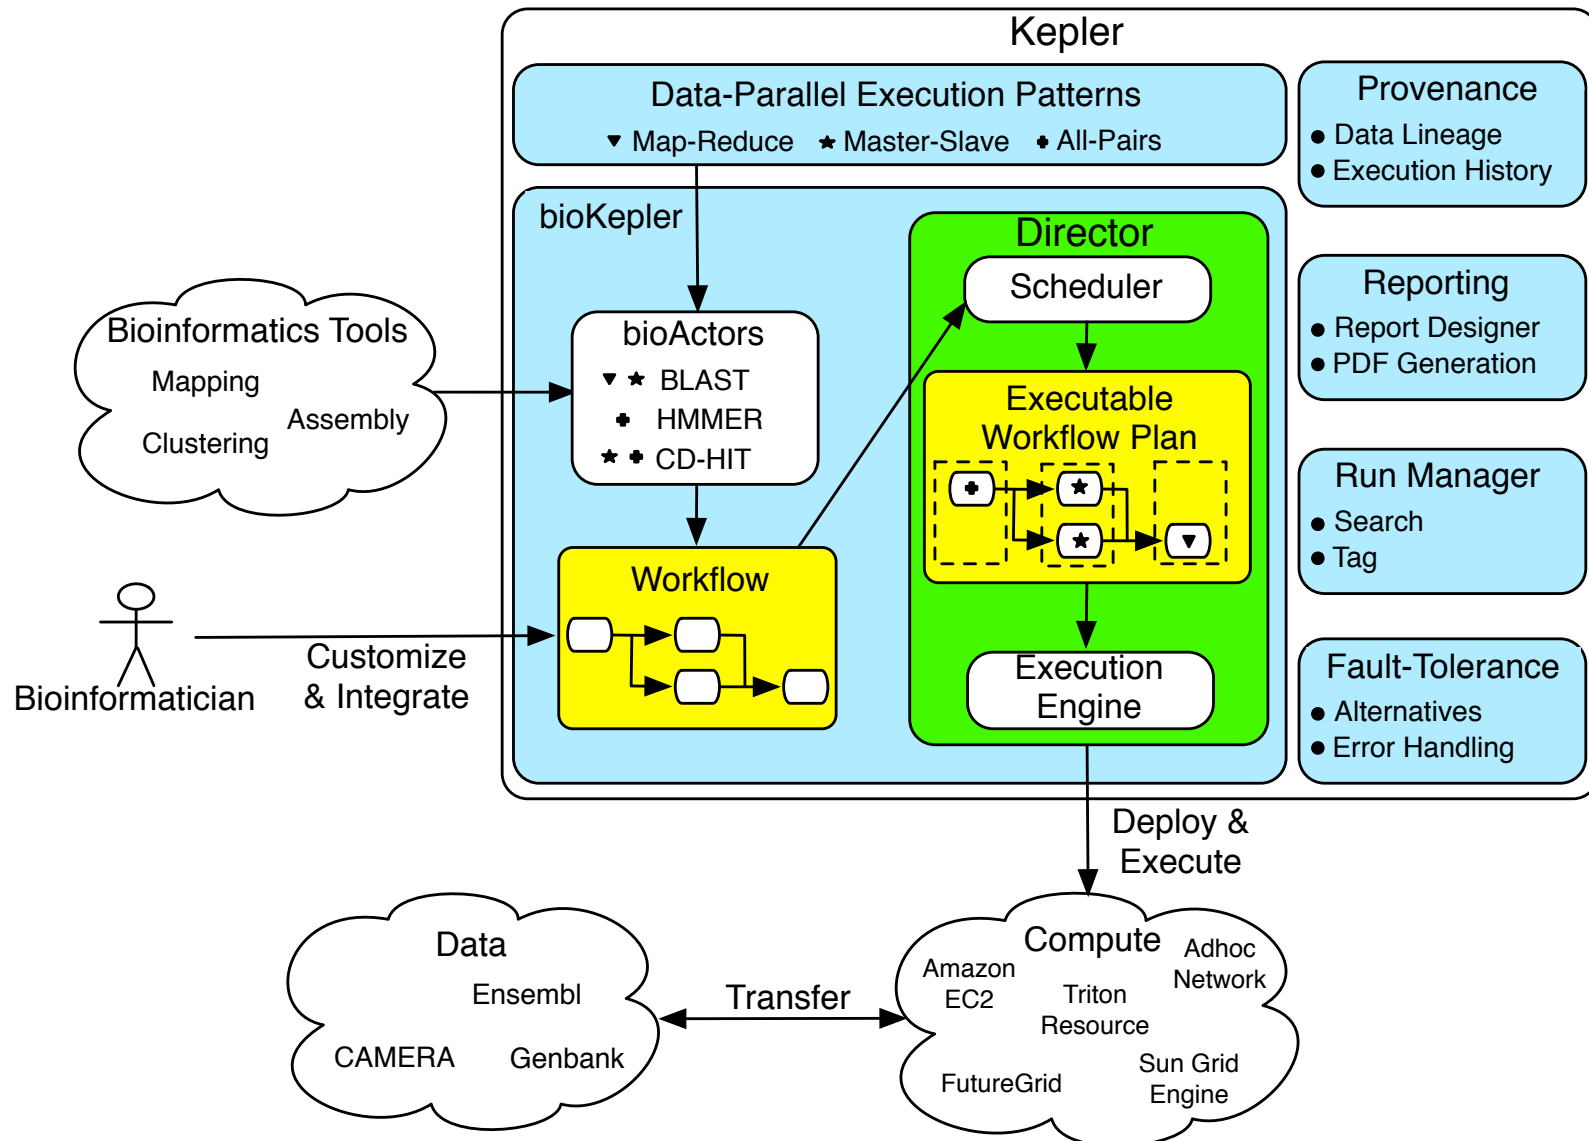 Kepler
Data-Parallel Execution Patterns
Map-Reduce
Master-Slave
All-Pairs
Provenance
Data Lineage
Execution History
bioKepler
Director
Scheduler
Reporting
Report Designer
PDF Generation
Bioinformatics Tools
Mapping
Assembly
Clustering
bioActors
BLAST
HMMER
CD-HIT
Executable
Workflow Plan
Run Manager
Search
Tag
Workflow
Bioinformatician
Customize
& Integrate
Execution
Engine
Fault-Tolerance
Alternatives
Error Handling
Deploy &
Execute
Data
Ensembl
CAMERA
Genbank
Transfer
Compute
Amazon
EC2
Adhoc
Network
Triton
Resource
FutureGrid
Sun Grid
Engine